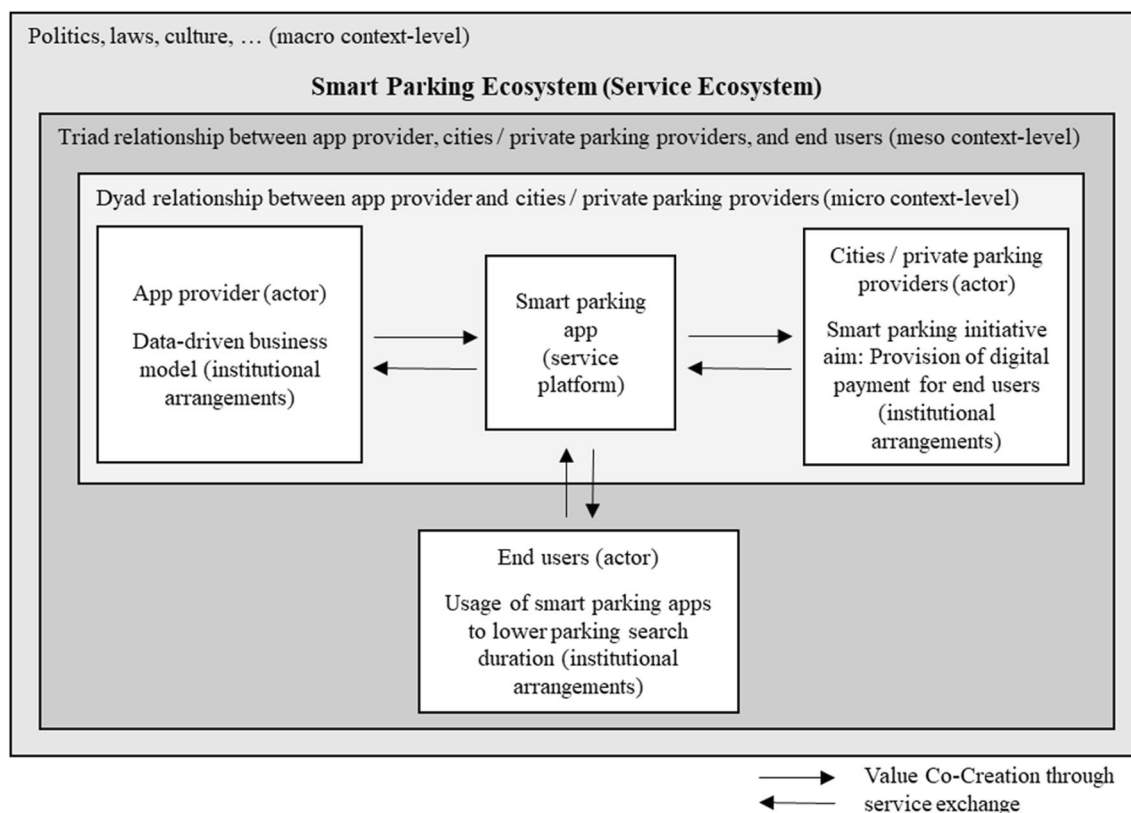 Politics, laws, culture, … (macro context-level)
Smart Parking Ecosystem (Service Ecosystem)
Triad relationship between app provider, cities / private parking providers, and end users (meso context-level)
Dyad relationship between app provider and cities / private parking providers (micro context-level)
App provider (actor)
Data-driven business
model (institutional
arrangements)
Smart parking
app
(service
platform)
Cities / private parking
providers (actor)
Smart parking initiative
aim: Provision of digital
payment for end users
(institutional
arrangements)
End users (actor)
Usage of smart parking apps
to lower parking search
duration (institutional
arrangements)
Value Co-Creation through
service exchange